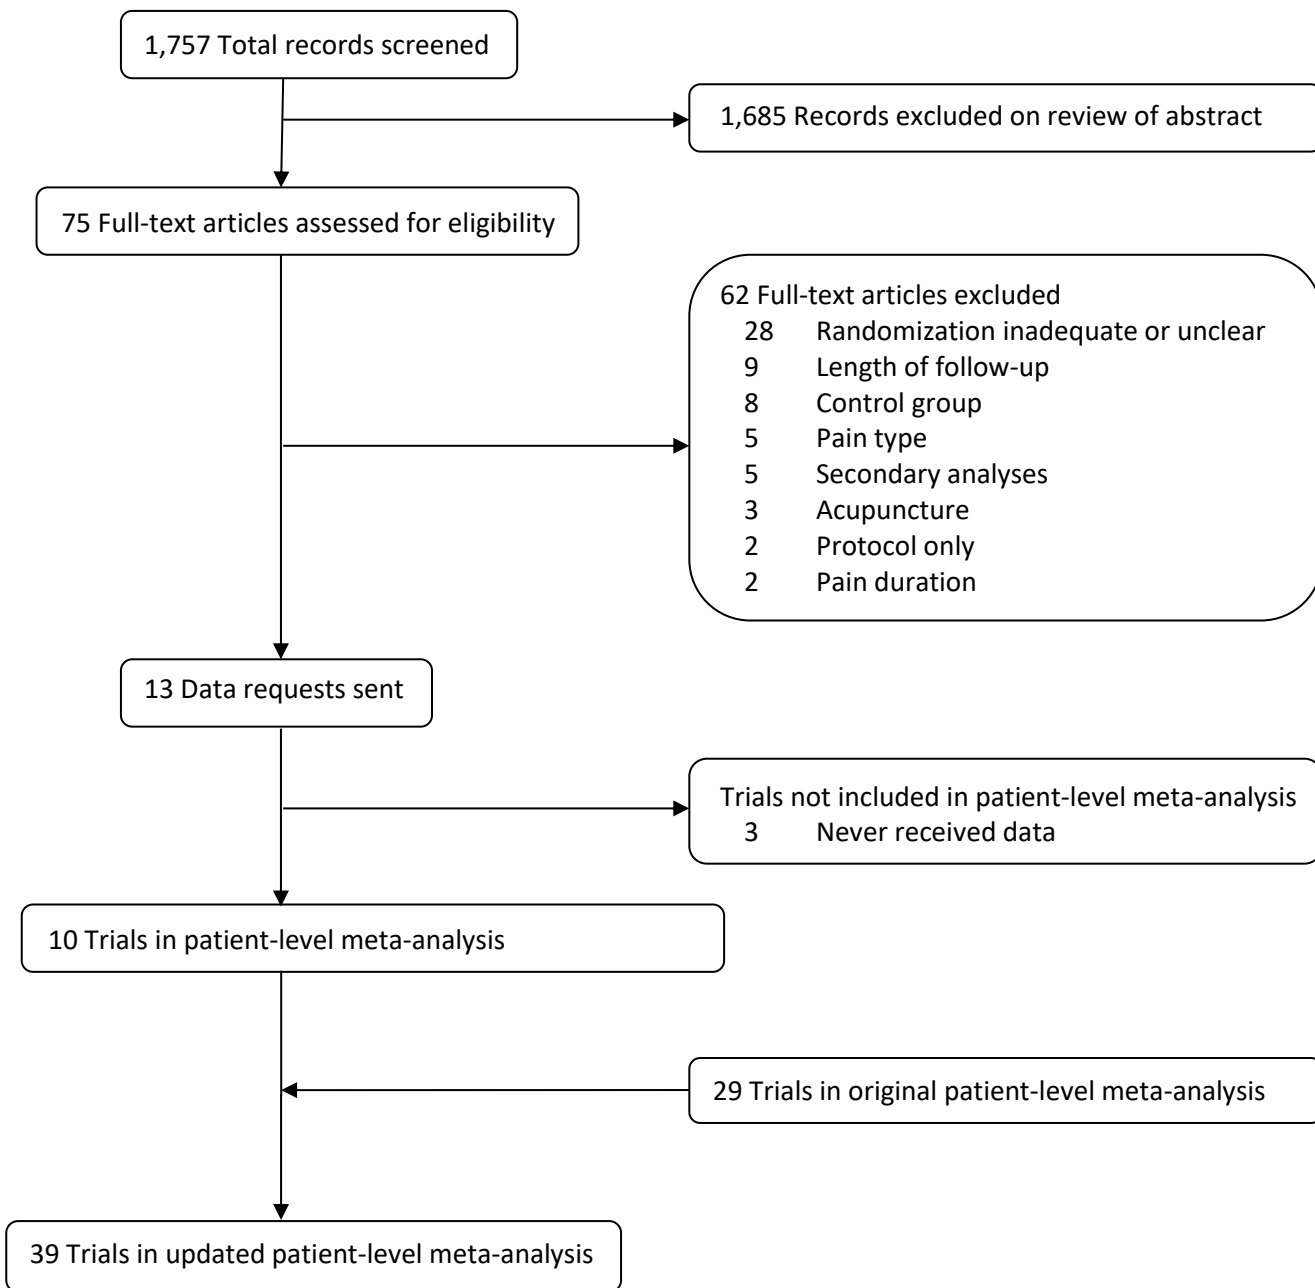 1,757 Total records screened
1,685 Records excluded on review of abstract
75 Full-text articles assessed for eligibility
62 Full-text articles excluded
28 Randomization inadequate or unclear
9 Length of follow-up
8 Control group
5 Pain type
5 Secondary analyses
3 Acupuncture
2 Protocol only
2 Pain duration
13 Data requests sent
Trials not included in patient-level meta-analysis
3 Never received data
10 Trials in patient-level meta-analysis
29 Trials in original patient-level meta-analysis
39 Trials in updated patient-level meta-analysis